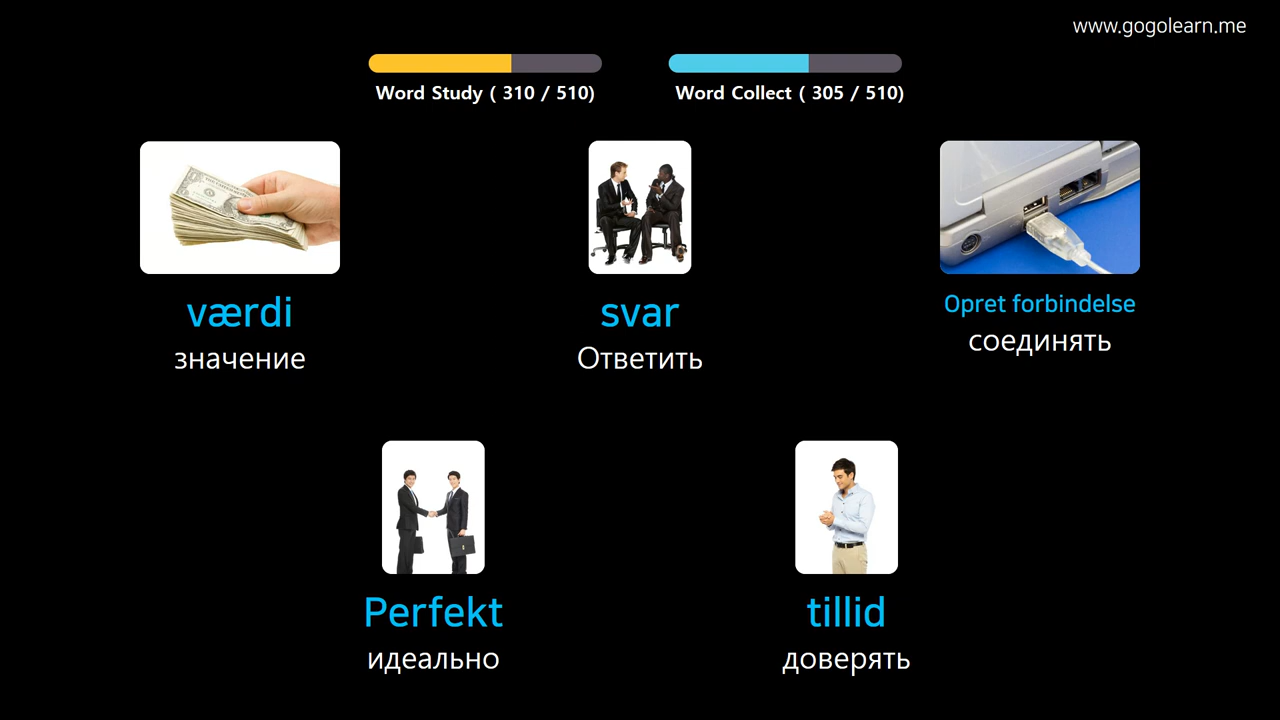 www.gogolearn.me
Word Study ( 310 / 510)
Word Collect ( 305 / 510)
værdi
значение
svar
Ответить
Opret forbindelse
соединять
Perfekt
идеально
tillid
доверять